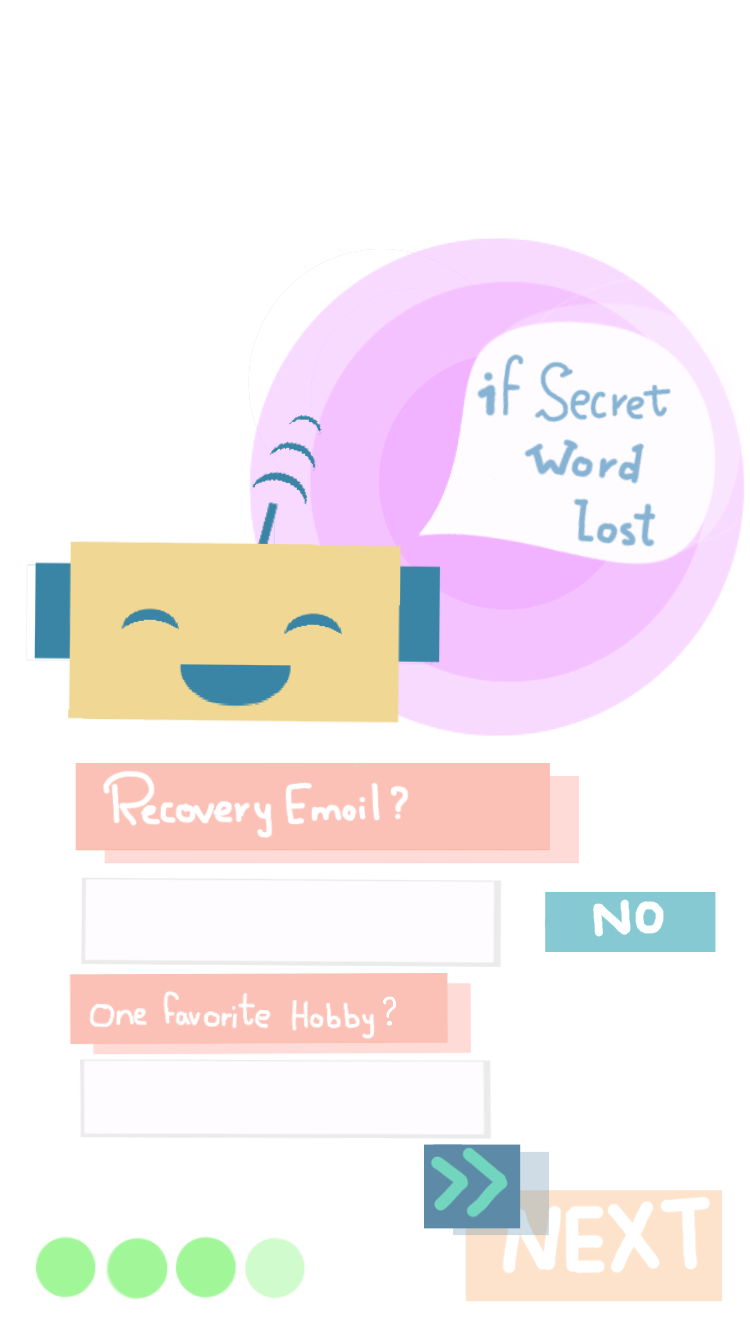 if Secret
Word
lost
Recovery Emoil?
NO
One favorite Hobby?
>>
NEXT